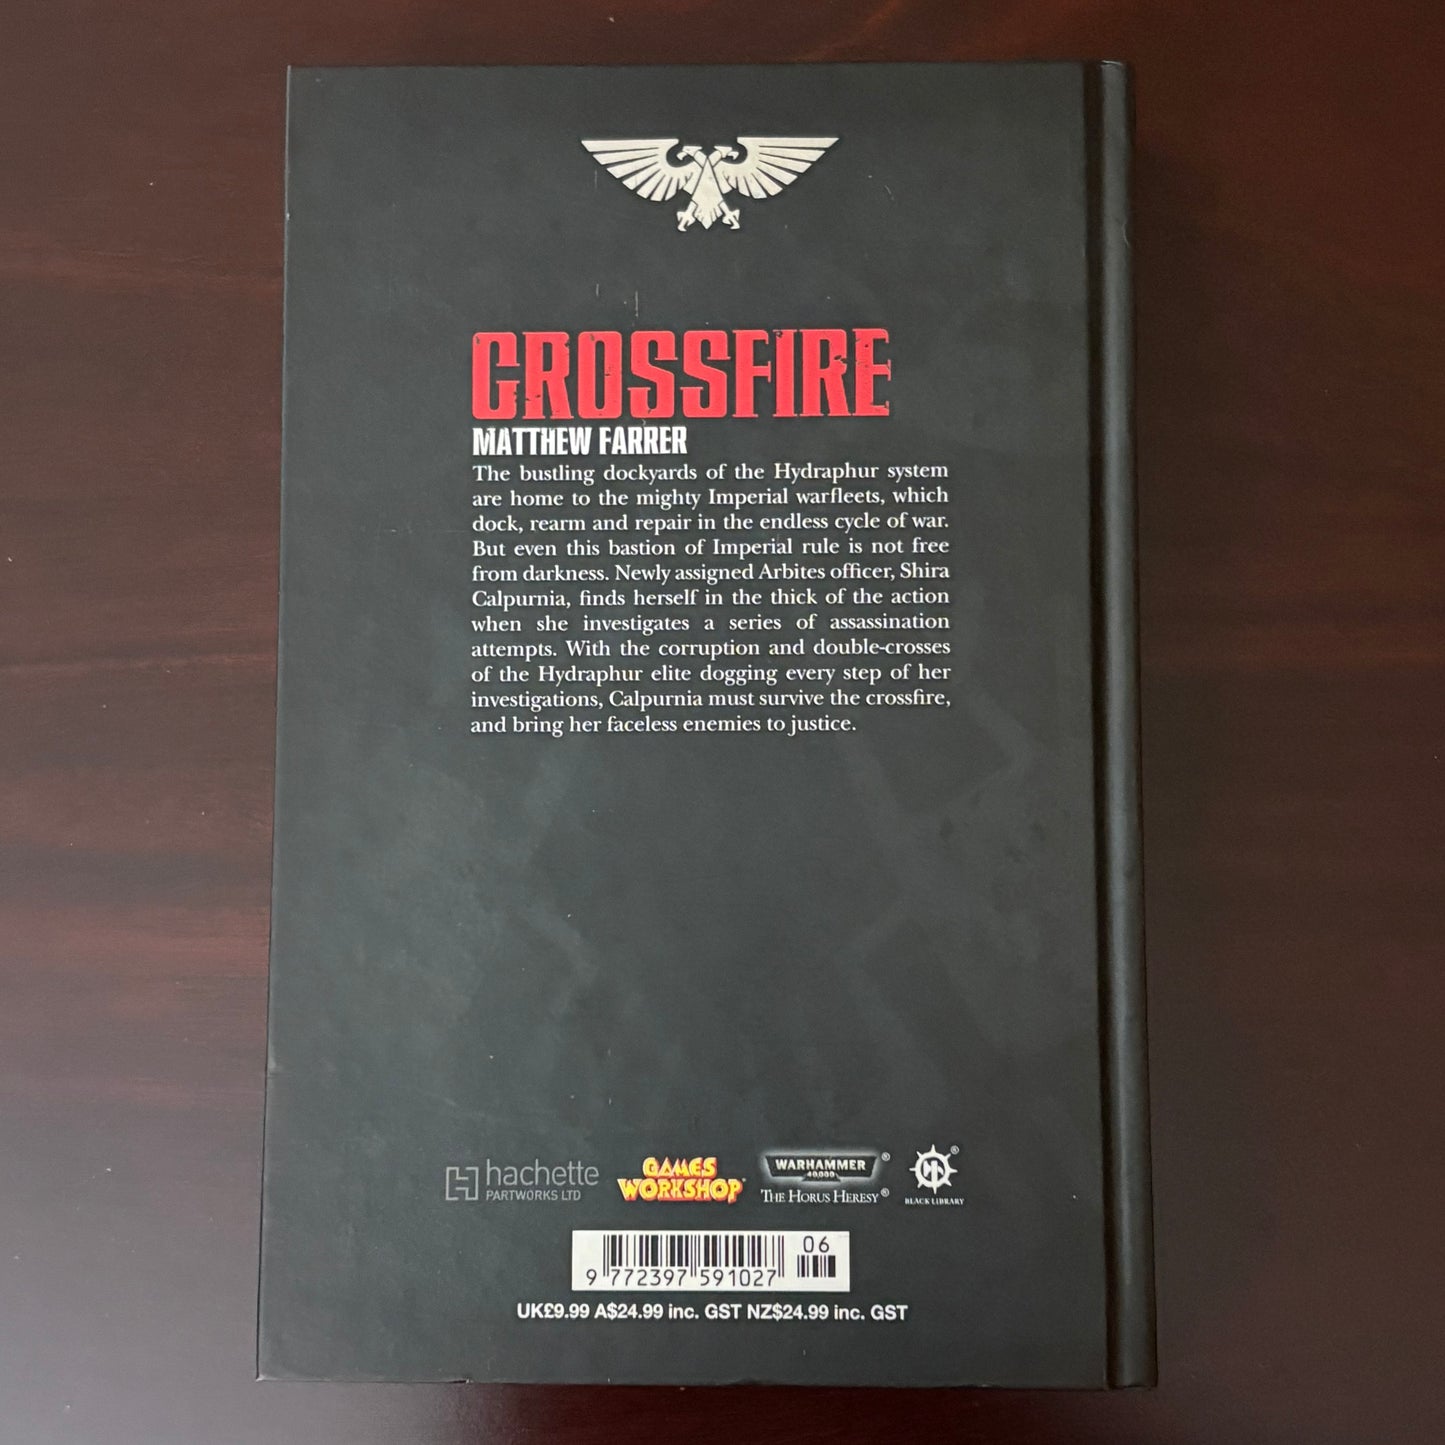 CROSSFIRE
MATTHEW FARRER
The bustling dockyards of the Hydraphur system
are home to the mighty Imperial warfleets, which
dock, rearm and repair in the endless cycle of war.
But even this bastion of Imperial rule is not free
from darkness. Newly assigned Arbites officer, Shira
Calpurnia, finds herself in the thick of the action
when she investigates a series of assassination
attempts. With the corruption and double-crosses
of the Hydraphur elite dogging every step of her
investigations, Calpurnia must survive the crossfire,
and bring her faceless enemies to justice.
hachette
PARTWORKS LTD
GAMES
WORKSHOP®
WARHAMMER®
40,000
THE HORUS HERESY®
®
BLACK LIBRARY
06
9 772397 591027
UK£9.99 A$24.99 inc. GST NZ$24.99 inc. GST